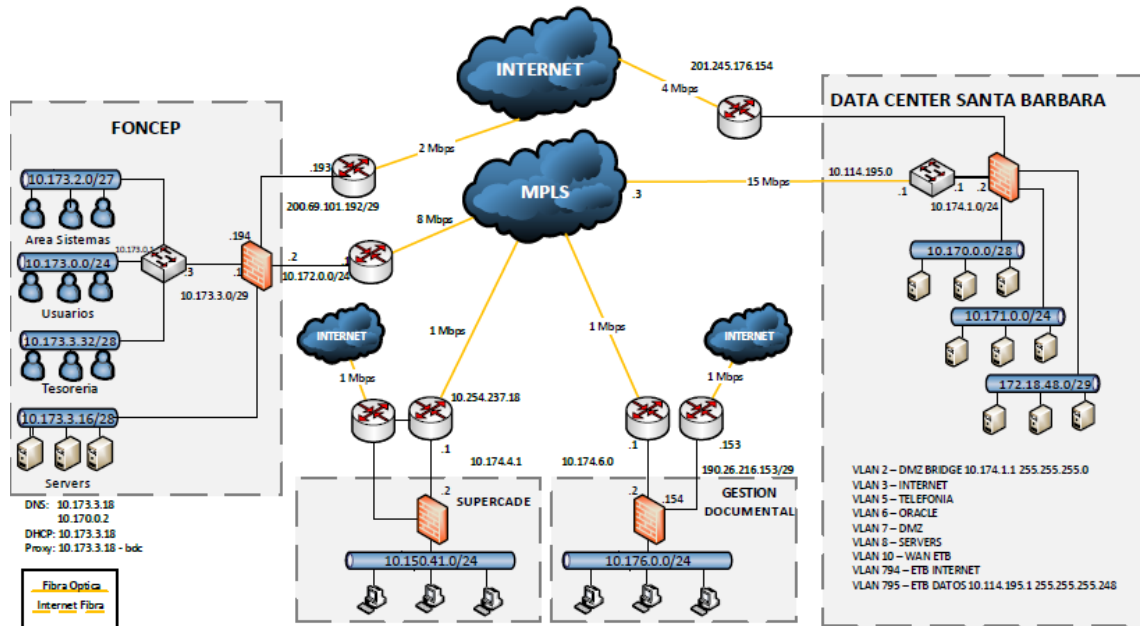 INTERNET
4 Mbps
201.245.176.154
2 Mbps
MPLS
.3
15 Mbps
8 Mbps
1 Mbps
1 Mbps
FONCEP
10.173.2.0/27
Area Sistemas
10.173.0.0/24
Usuarios
10.173.3.32/28
Tesoreria
10.173.3.16/28
Servers
.3
.1
10.173.3.0/29
.194
.193
200.69.101.192/29
.2
10.172.0.0/24
DNS: 10.173.3.18
10.170.0.2
DHCP: 10.173.3.18
Proxy: 10.173.3.18 - bdc
Fibra Optica
Internet Fibra
INTERNET
1 Mbps
10.254.237.18
.1
10.174.4.1
.2
SUPERCADE
10.150.41.0/24
INTERNET
1 Mbps
.1
.153
10.174.6.0
190.26.216.153/29
.2
.154
GESTION
DOCUMENTAL
10.176.0.0/24
DATA CENTER SANTA BARBARA
10.114.195.0
.1
.1
.2
10.174.1.0/24
10.170.0.0/28
10.171.0.0/24
172.18.48.0/29
VLAN 2 – DMZ BRIDGE 10.174.1.1 255.255.255.0
VLAN 3 – INTERNET
VLAN 5 – TELEFONIA
VLAN 6 – ORACLE
VLAN 7 – DMZ
VLAN 8 – SERVERS
VLAN 10 – WAN ETB
VLAN 794 – ETB INTERNET
VLAN 795 – ETB DATOS 10.114.195.1 255.255.255.248